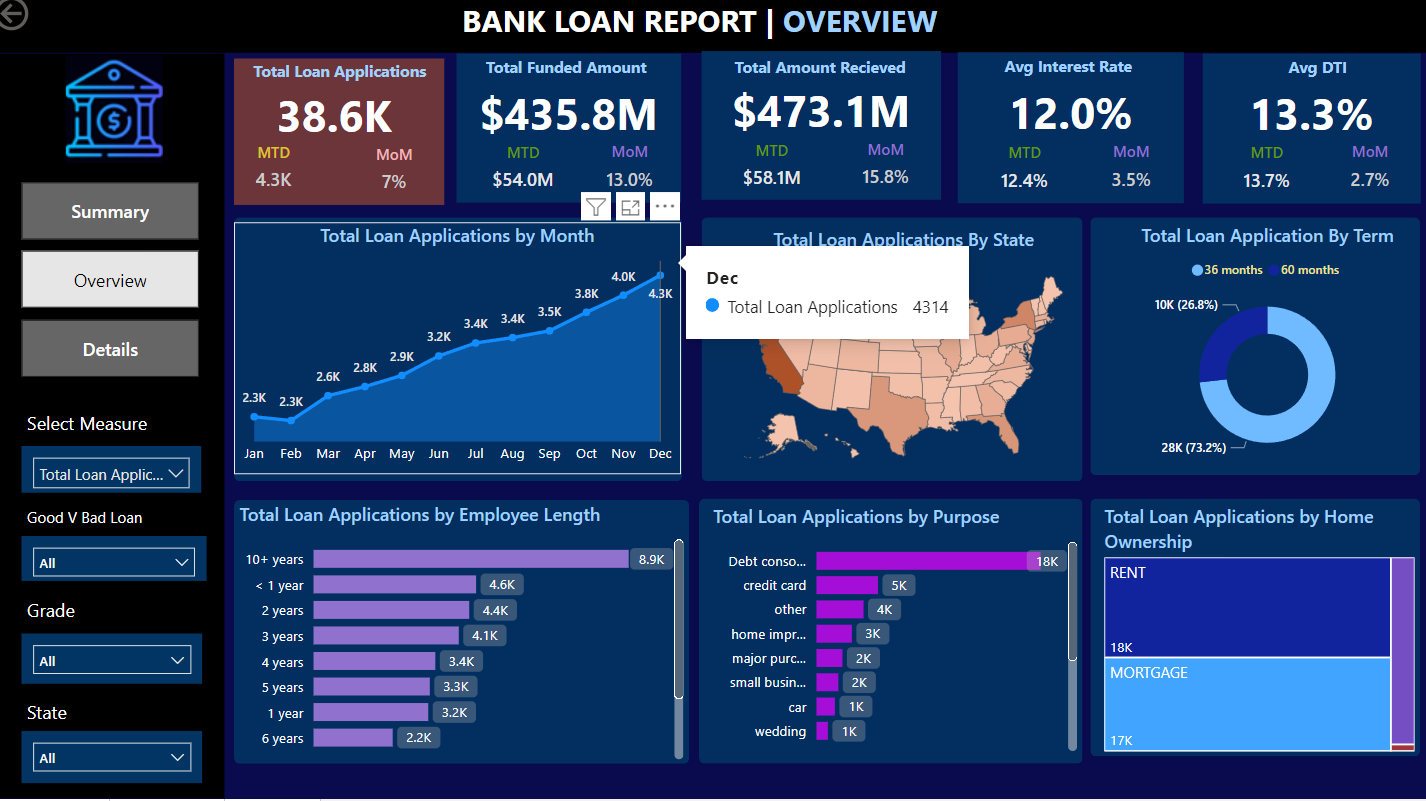 BANK LOAN REPORT | OVERVIEW
Total Loan Applications
38.6K
MTD
MoM
4.3K
7%
Total Funded Amount
$435.8M
MTD
MoM
$54.0M
13.0%
Total Amount Recieved
$473.1M
MTD
MoM
$58.1M
15.8%
Avg Interest Rate
12.0%
MTD
MoM
12.4%
3.5%
Avg DTI
13.3%
MTD
MoM
13.7%
2.7%
Summary
Overview
Details
Select Measure
Total Loan Applic...
Good V Bad Loan
All
Grade
All
State
All
Total Loan Applications by Month
2.3K
2.3K
2.6K
2.8K
2.9K
3.2K
3.4K
3.4K
3.5K
3.8K
4.0K
4.3K
Jan Feb Mar Apr May Jun Jul Aug Sep Oct Nov Dec
Total Loan Applications By State
Dec
Total Loan Applications 4314
Total Loan Application By Term
36 months 60 months
10K (26.8%)
28K (73.2%)
Total Loan Applications by Employee Length
10+ years 8.9K
< 1 year 4.6K
2 years 4.4K
3 years 4.1K
4 years 3.4K
5 years 3.3K
1 year 3.2K
6 years 2.2K
Total Loan Applications by Purpose
Debt conso... 18K
credit card 5K
other 4K
home impr... 3K
major purc... 2K
small busin... 2K
car 1K
wedding 1K
Total Loan Applications by Home
Ownership
RENT
18K
MORTGAGE
17K